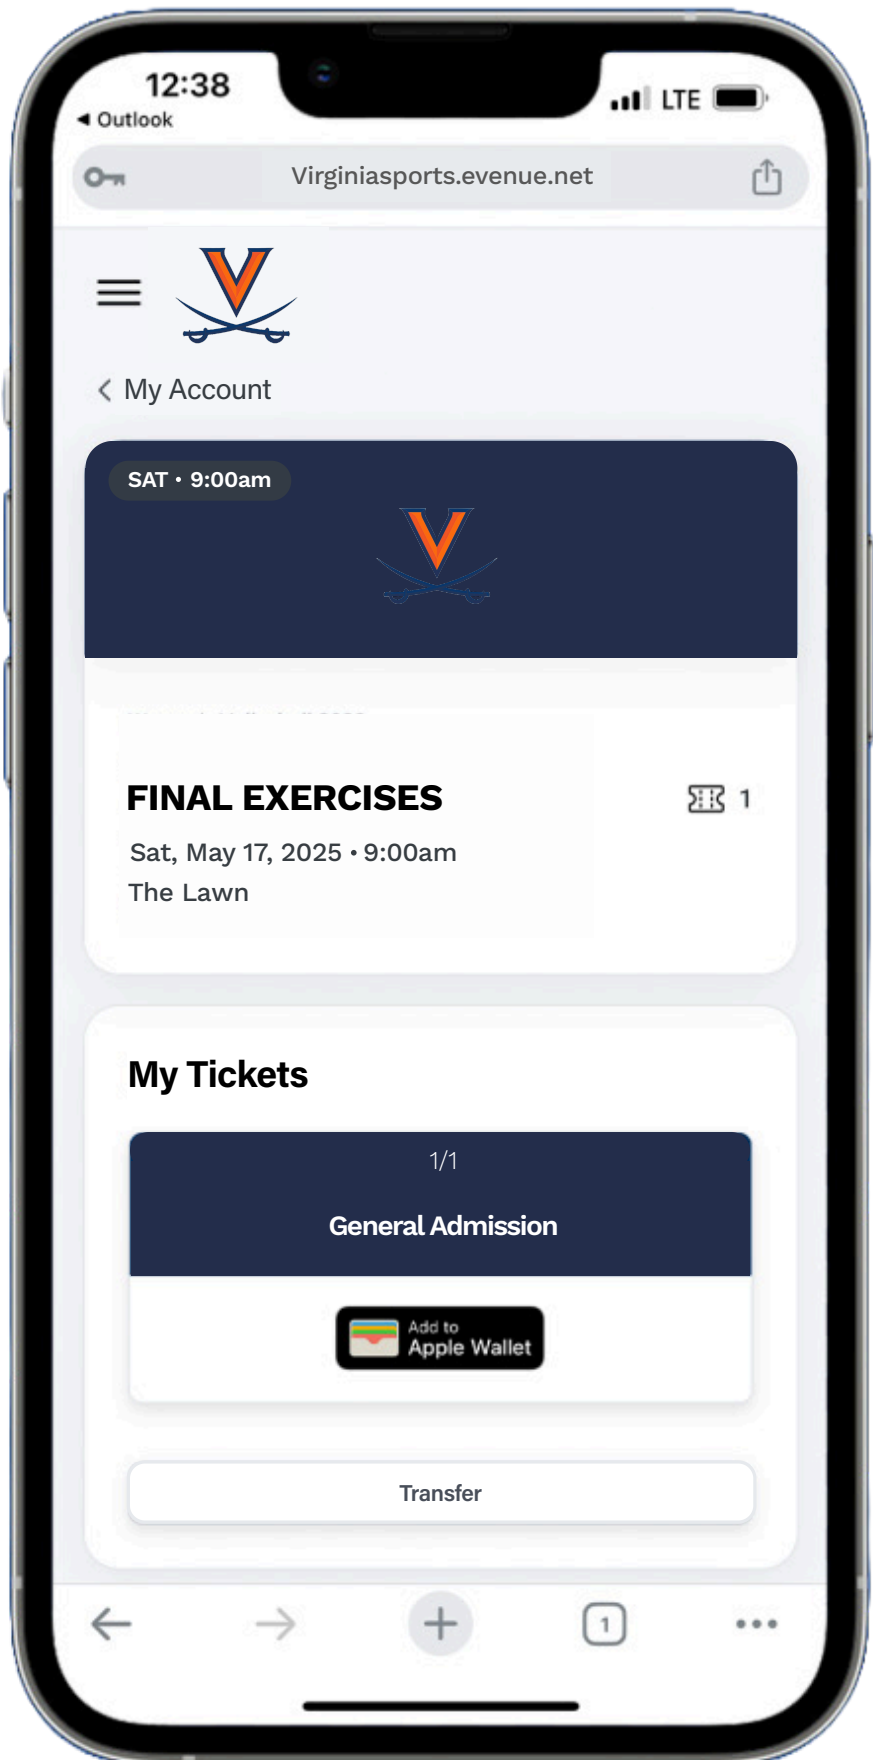 12:38
LTE
◀ Outlook
Virginiasports.evenue.net
My Account
SAT • 9:00am
FINAL EXERCISES
1
Sat, May 17, 2025 • 9:00am
The Lawn
My Tickets
1/1
General Admission
Add to
Apple Wallet
Transfer
1